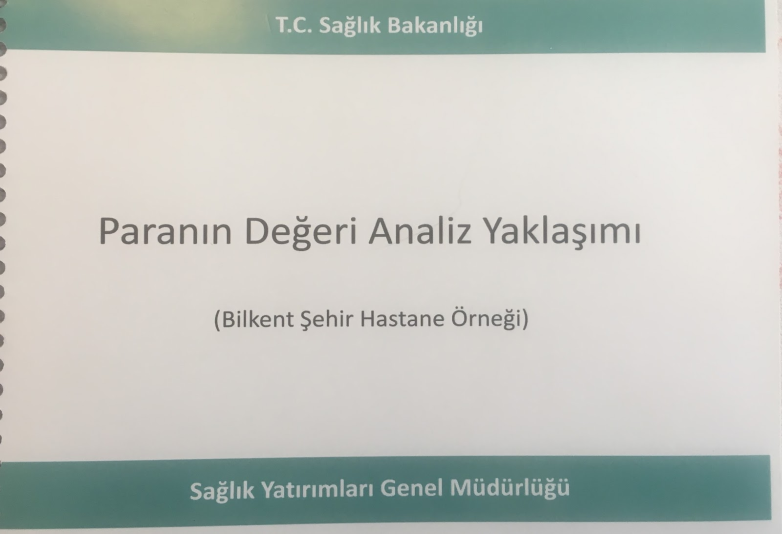 T.C. Sağlık Bakanlığı
Paranın Değeri Analiz Yaklaşımı
(Bilkent Şehir Hastane Örneği)
Sağlık Yatırımları Genel Müdürlüğü